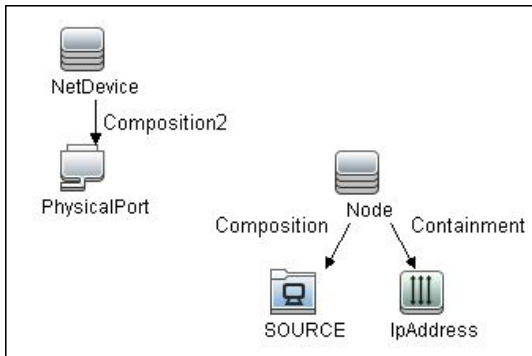 NetDevice
Composition2
PhysicalPort
Node
Composition
Containment
SOURCE
IpAddress